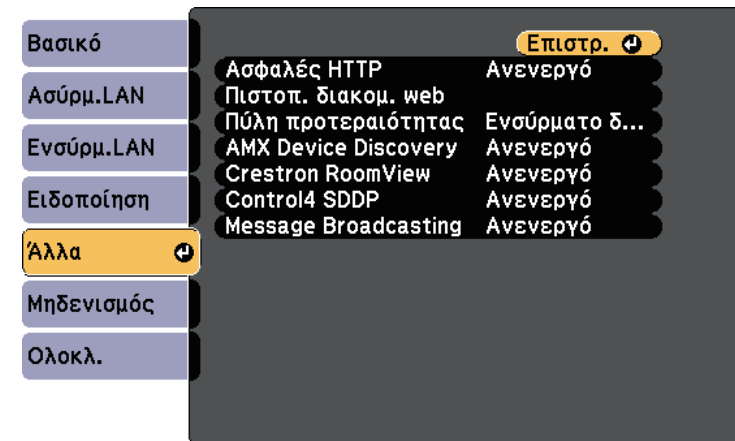 Βασικό
Ασύρμ.LAN
Ενσύρμ.LAN
Ειδοποίηση
Άλλα
Μηδενισμός
Ολοκλ.
Επιστρ.
Ασφαλές HTTP Ανενεργό
Πιστοπ. διακομ. web
Πύλη προτεραιότητας Ενσύρματο δ...
AMX Device Discovery Ανενεργό
Crestron RoomView Ανενεργό
Control4 SDDP Ανενεργό
Message Broadcasting Ανενεργό